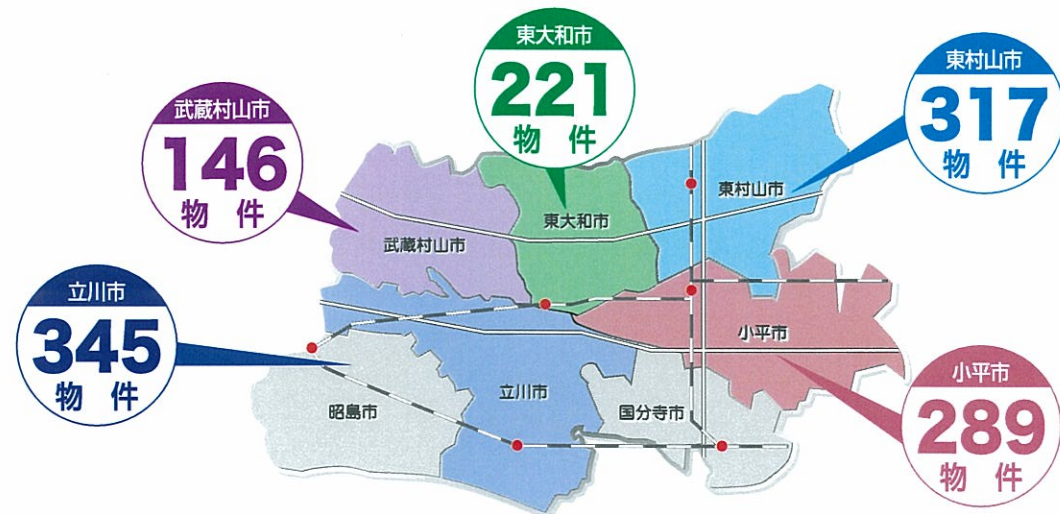 東大和市
221
物件
東村山市
317
物件
武蔵村山市
146
物件
東村山市
東大和市
武蔵村山市
立川市
345
物件
小平市
小平市
289
物件
立川市
昭島市
国分寺市